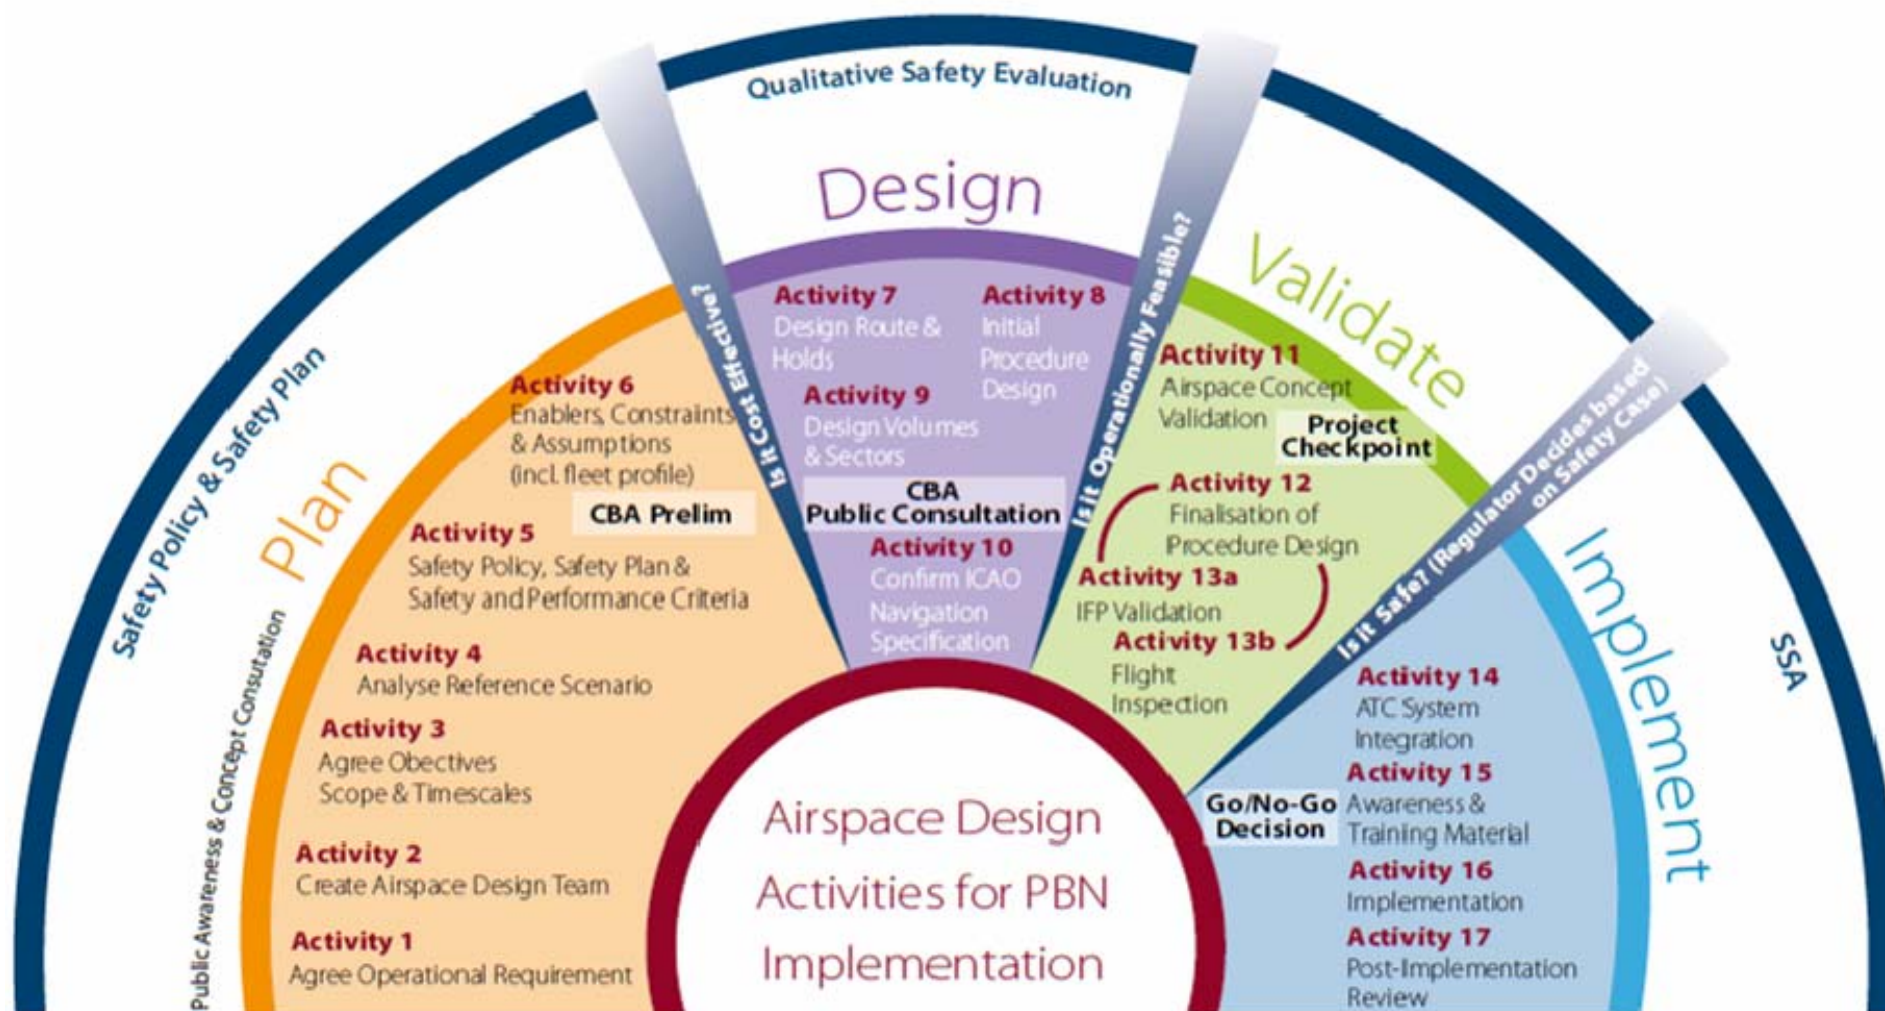 Qualitative Safety Evaluation
Safety Policy & Safety Plan
Public Awareness & Concept Consutation
SSA
Plan
Activity 1
Agree Operational Requirement
Activity 2
Create Airspace Design Team
Activity 3
Agree Obectives
Scope & Timescales
Activity 4
Analyse Reference Scenario
Activity 5
Safety Policy, Safety Plan &
Safety and Performance Criteria
CBA Prelim
Activity 6
Enablers, Constraints
& Assumptions
(incl. fleet profile)
Is it Cost Effective?
Design
Activity 7
Design Route &
Holds
Activity 8
Initial
Procedure
Design
Activity 9
Design Volumes
& Sectors
CBA
Public Consultation
Activity 10
Confirm ICAO
Navigation
Specification
Is it Operationally Feasible?
Validate
Activity 11
Airspace Concept
Validation
Project
Checkpoint
Activity 12
Finalisation of
Procedure Design
Activity 13a
IFP Validation
Activity 13b
Flight
Inspection
Is it Safe? (Regulator Decides based
on Safety Case)
Implement
Activity 14
ATC System
Integration
Activity 15
Awareness &
Training Material
Go/No-Go
Decision
Activity 16
Implementation
Activity 17
Post-Implementation
Review
Airspace Design
Activities for PBN
Implementation